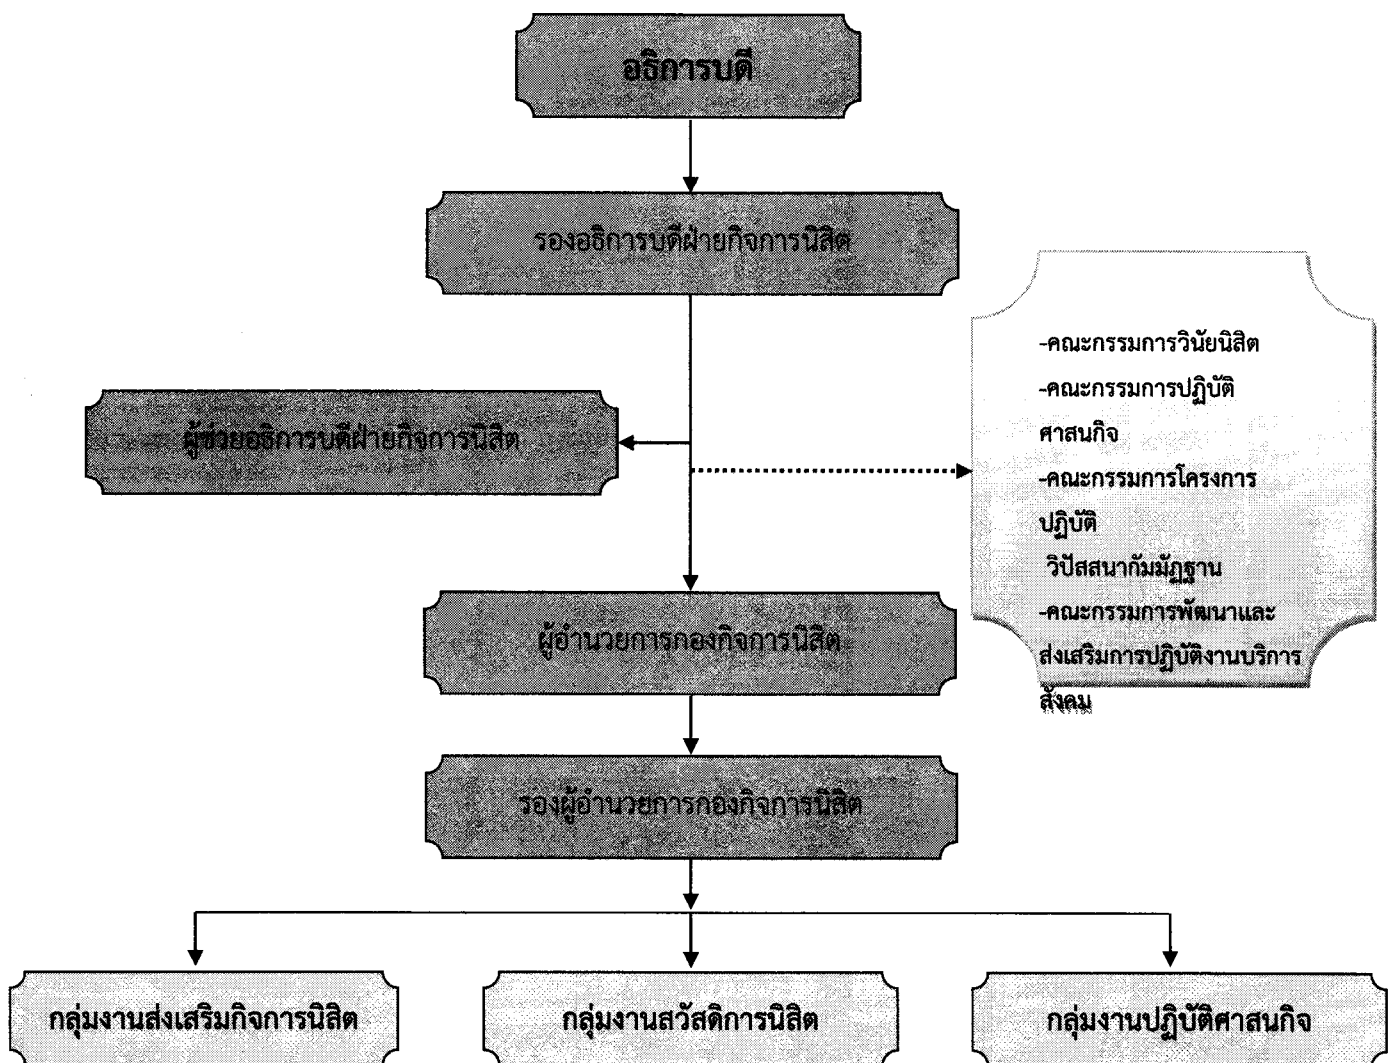 อธิการบดี
รองอธิการบดีฝ่ายกิจการนิสิต
-คณะกรรมการวินัยนิสิต
-คณะกรรมการปฏิบัติ
ศาสนกิจ
-คณะกรรมการโครงการ
ปฏิบัติ
วิปัสสนากัมมัฏฐาน
-คณะกรรมการพัฒนาและ
ส่งเสริมการปฏิบัติงานบริการ
สังคม
ผู้ช่วยอธิการบดีฝ่ายกิจการนิสิต
ผู้อำนวยการกองกิจการนิสิต
รองผู้อำนวยการกองกิจการนิสิต
กลุ่มงานส่งเสริมกิจการนิสิต
กลุ่มงานสวัสดิการนิสิต
กลุ่มงานปฏิบัติศาสนกิจ